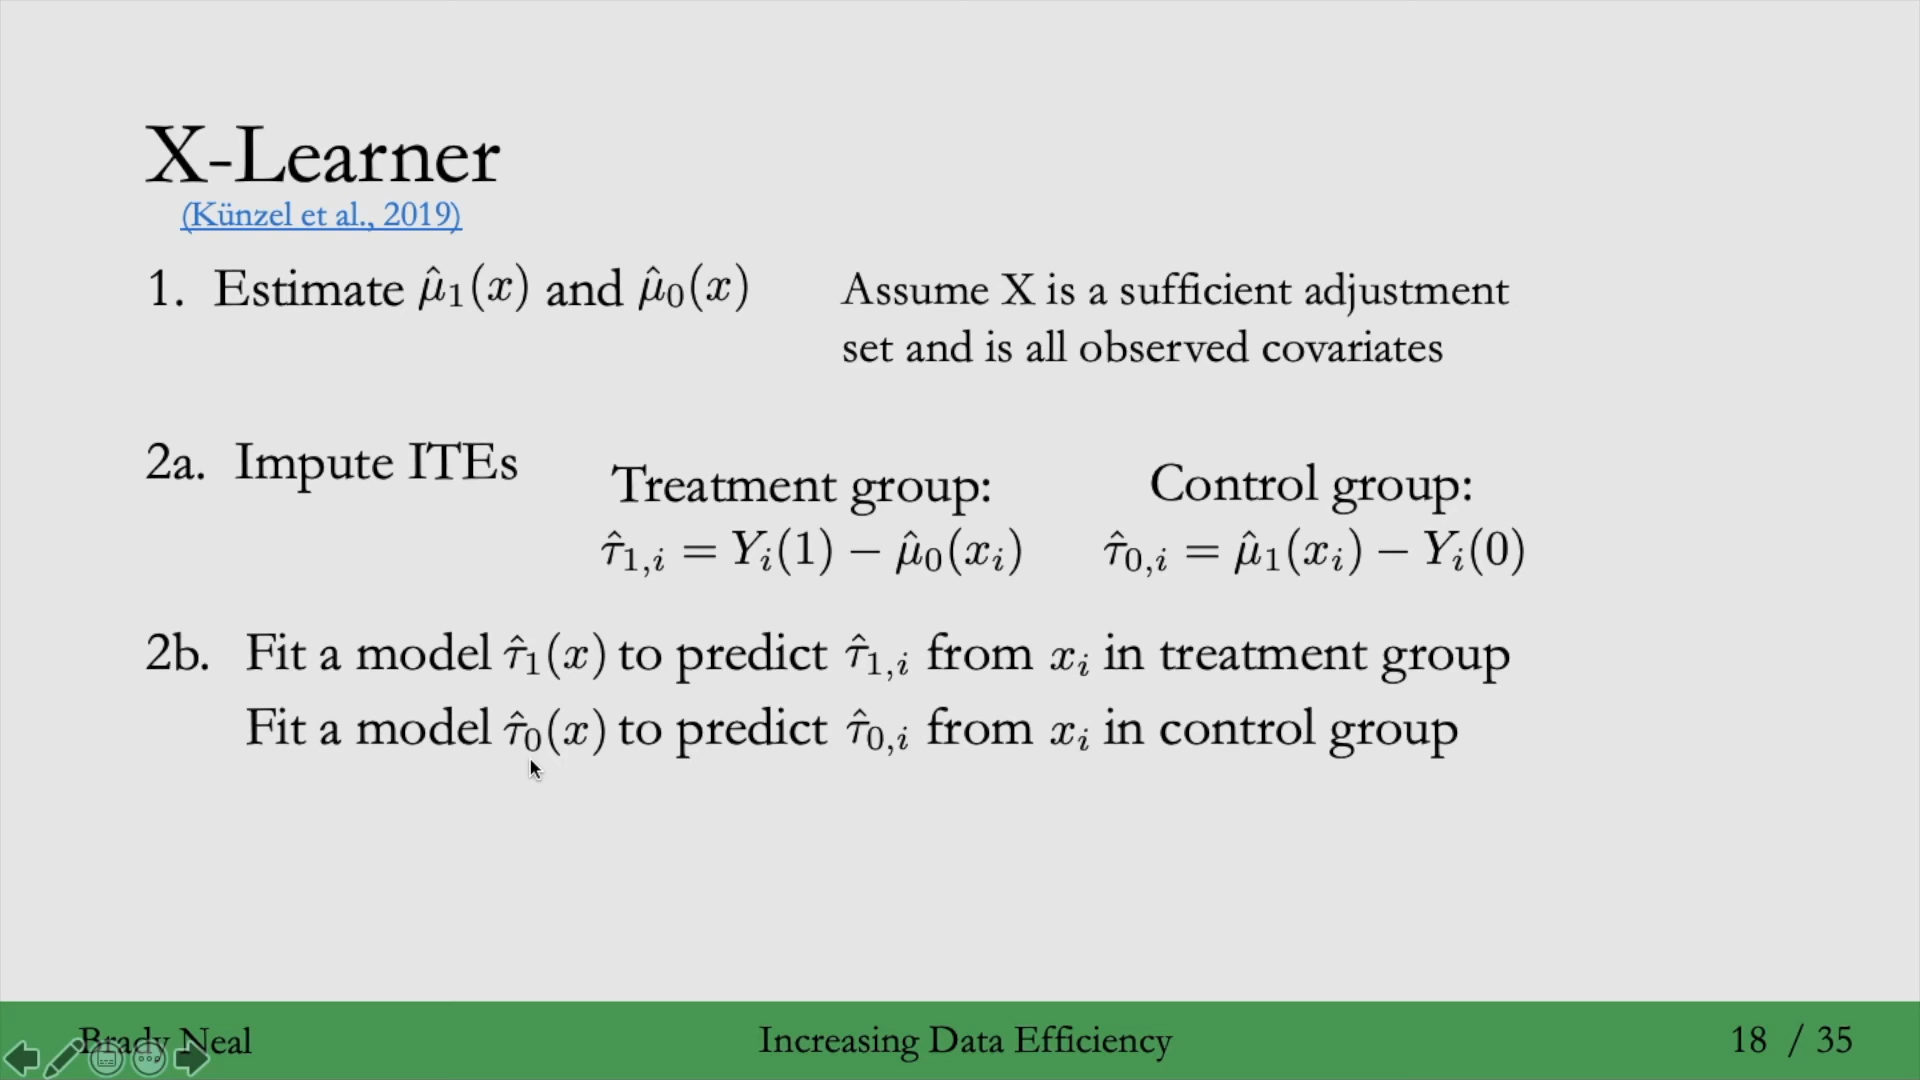 X-Learner
(Künzel et al., 2019)
1. Estimate μ̂₁(x) and μ̂₀(x)
Assume X is a sufficient adjustment
set and is all observed covariates
2a. Impute ITEs
Treatment group:
τ̂₁,ᵢ = Yᵢ(1) − μ̂₀(xᵢ)
Control group:
τ̂₀,ᵢ = μ̂₁(xᵢ) − Yᵢ(0)
2b. Fit a model τ̂₁(x) to predict τ̂₁,ᵢ from xᵢ in treatment group
Fit a model τ̂₀(x) to predict τ̂₀,ᵢ from xᵢ in control group
Brady Neal
Increasing Data Efficiency
18 / 35